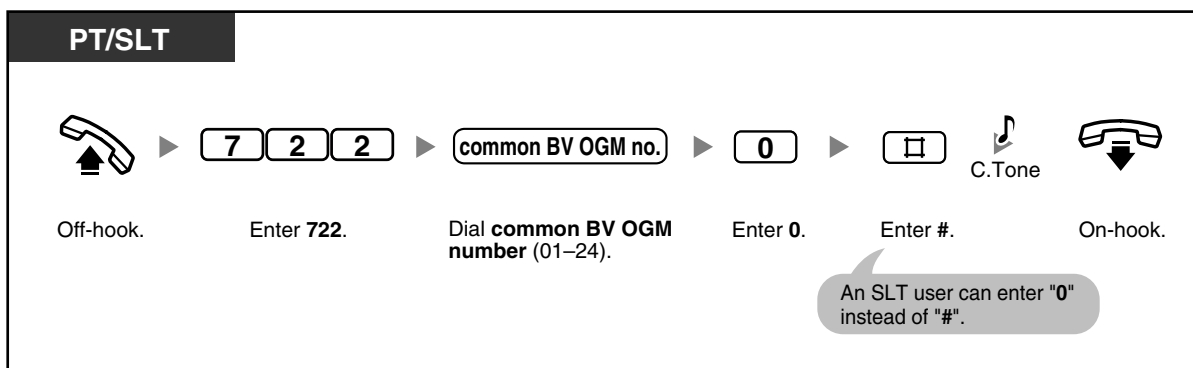 PT/SLT
7 2 2
common BV OGM no.
0
#
C.Tone
Off-hook.
Enter 722.
Dial common BV OGM
number (01–24).
Enter 0.
Enter #.
On-hook.
An SLT user can enter "0"
instead of "#".